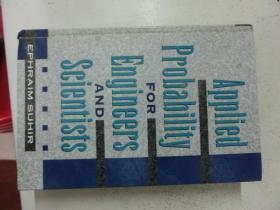 Applied
Probability
FOR
Engineers
AND
Scientists
EPHRAIM SUHIR